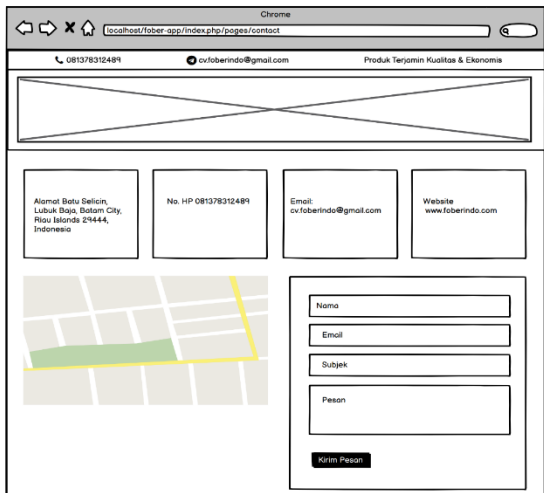 Chrome
localhost/fober-app/index.php/pages/contact
081378312489
cv.foberindo@gmail.com
Produk Terjamin Kualitas & Ekonomis
Alamat Batu Selicin,
Lubuk Baja, Batam City,
Riau Islands 29444,
Indonesia
No. HP 081378312489
Email:
cv.foberindo@gmail.com
Website
www.foberindo.com
Nama
Email
Subjek
Pesan
Kirim Pesan